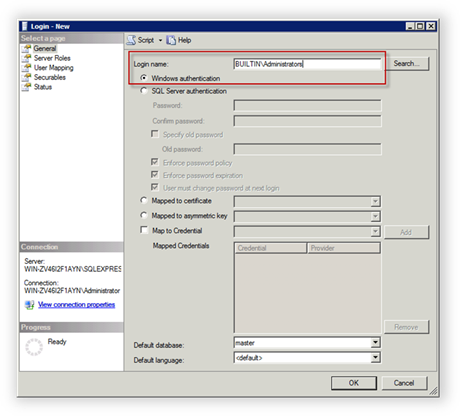 Login - New
Select a page
General
Server Roles
User Mapping
Securables
Status
Script Help
Login name: BUILTIN\Administrators Search...
Windows authentication
SQL Server authentication
Password:
Confirm password:
Specify old password
Old password:
Enforce password policy
Enforce password expiration
User must change password at next login
Mapped to certificate
Mapped to asymmetric key
Map to Credential Add
Mapped Credentials Credential Provider
Remove
Default database: master
Default language: <default>
Connection
Server:
WIN-ZV46I2F1AYN\SQLEXPRES
Connection:
WIN-ZV46I2F1AYN\Administrator
View connection properties
Progress
Ready
OK Cancel